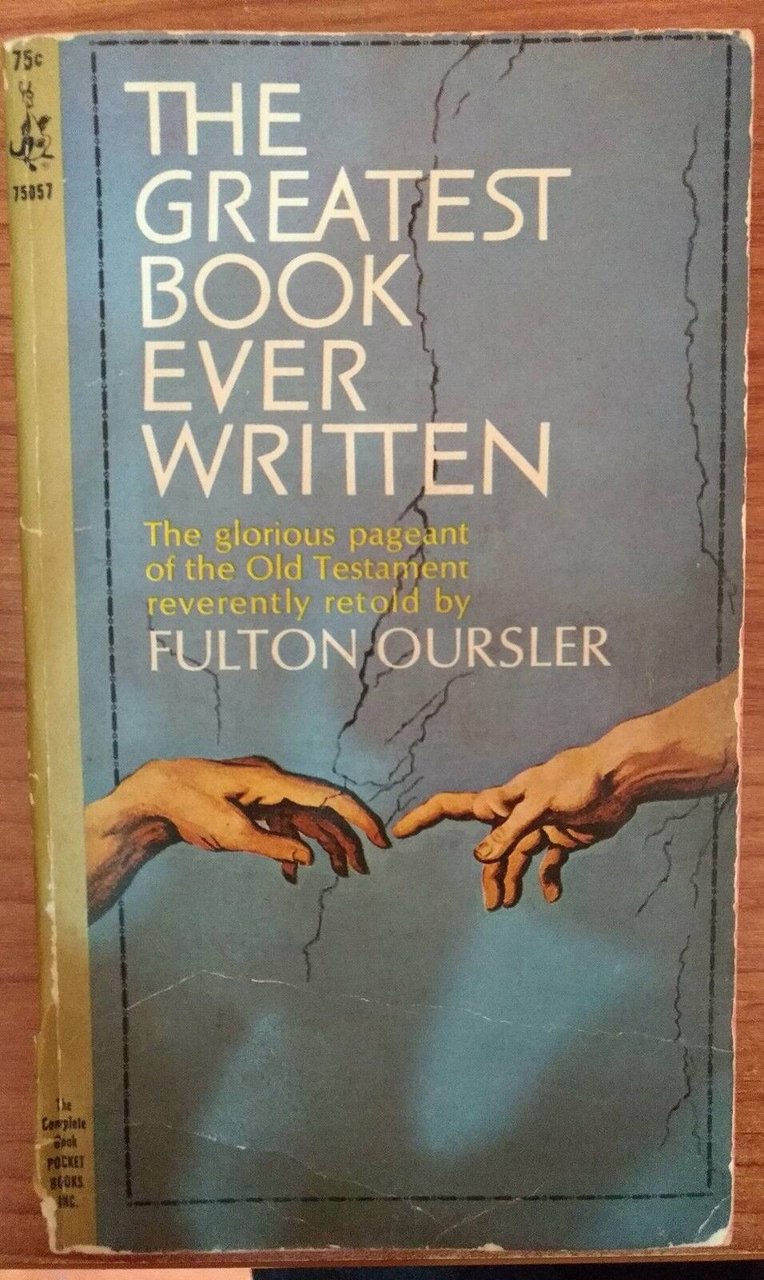 75c
75057
THE
GREATEST
BOOK
EVER
WRITTEN
The glorious pageant
of the Old Testament
reverently retold by
FULTON OURSLER
The
Complete
Book
POCKET
BOOKS
INC.